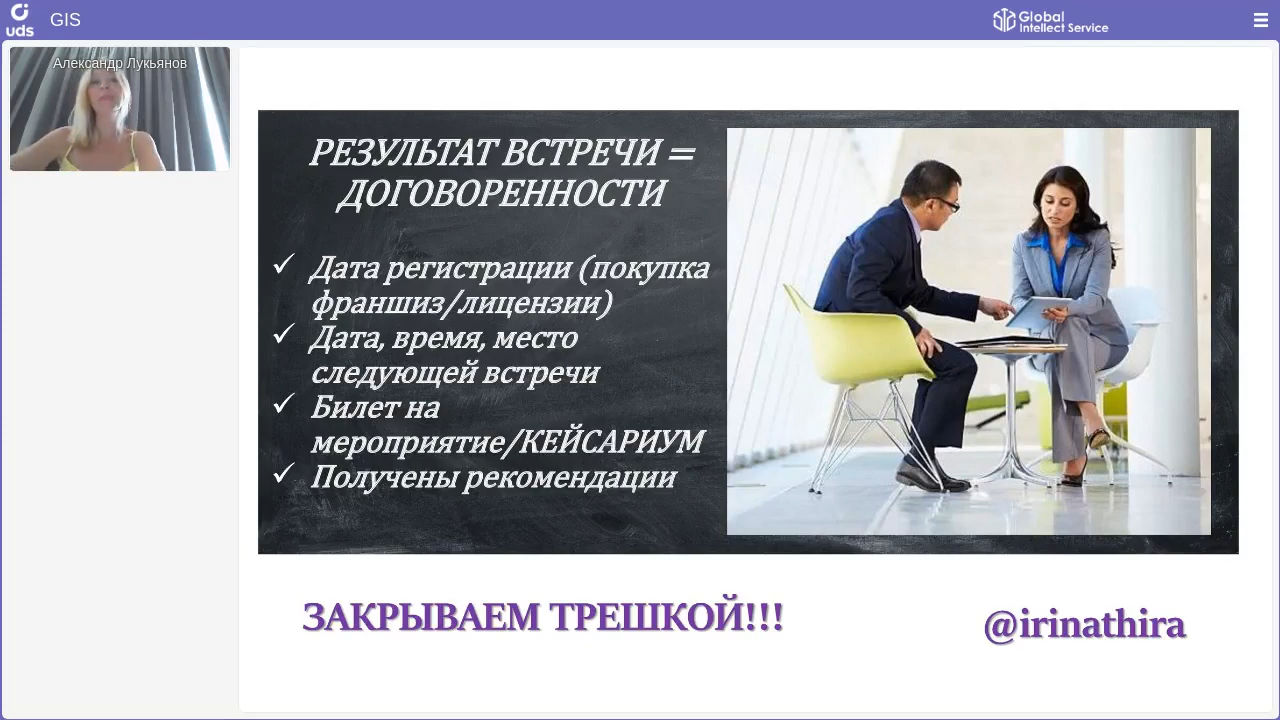 uds
GIS
Global
Intellect Service
Александр Лукьянов
РЕЗУЛЬТАТ ВСТРЕЧИ =
ДОГОВОРЕННОСТИ
✓ Дата регистрации (покупка
франшиз/лицензии)
✓ Дата, время, место
следующей встречи
✓ Билет на
мероприятие/КЕЙСАРИУМ
✓ Получены рекомендации
ЗАКРЫВАЕМ ТРЕШКОЙ!!!
@irinathira